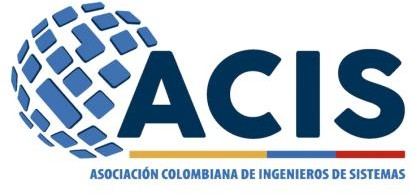 ACIS
ASOCIACIÓN COLOMBIANA DE INGENIEROS DE SISTEMAS